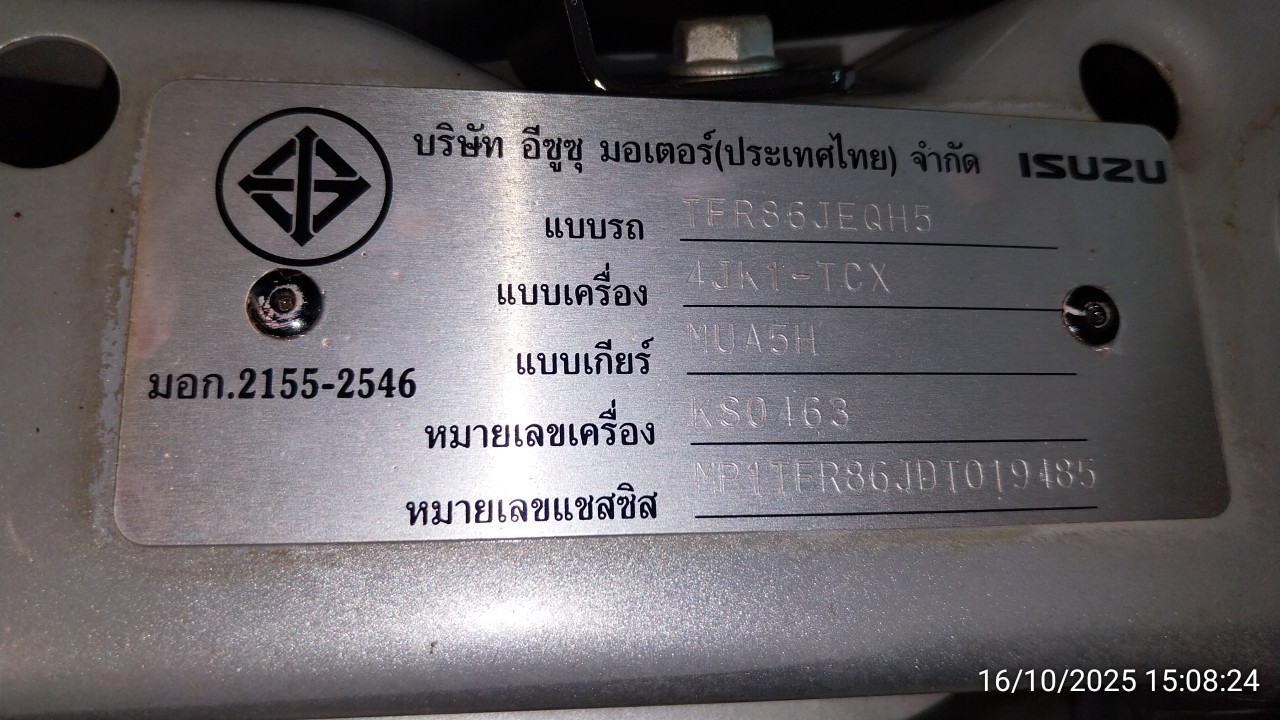 บริษัท อีซูซุ มอเตอร์(ประเทศไทย) จำกัด ISUZU
แบบรถ TFR86JEQH5
แบบเครื่อง 4JK1-TCX
แบบเกียร์ MUA5H
มอก.2155-2546
หมายเลขเครื่อง KS0463
หมายเลขแชสซิส MP1TFR86JDT019485
16/10/2025 15:08:24